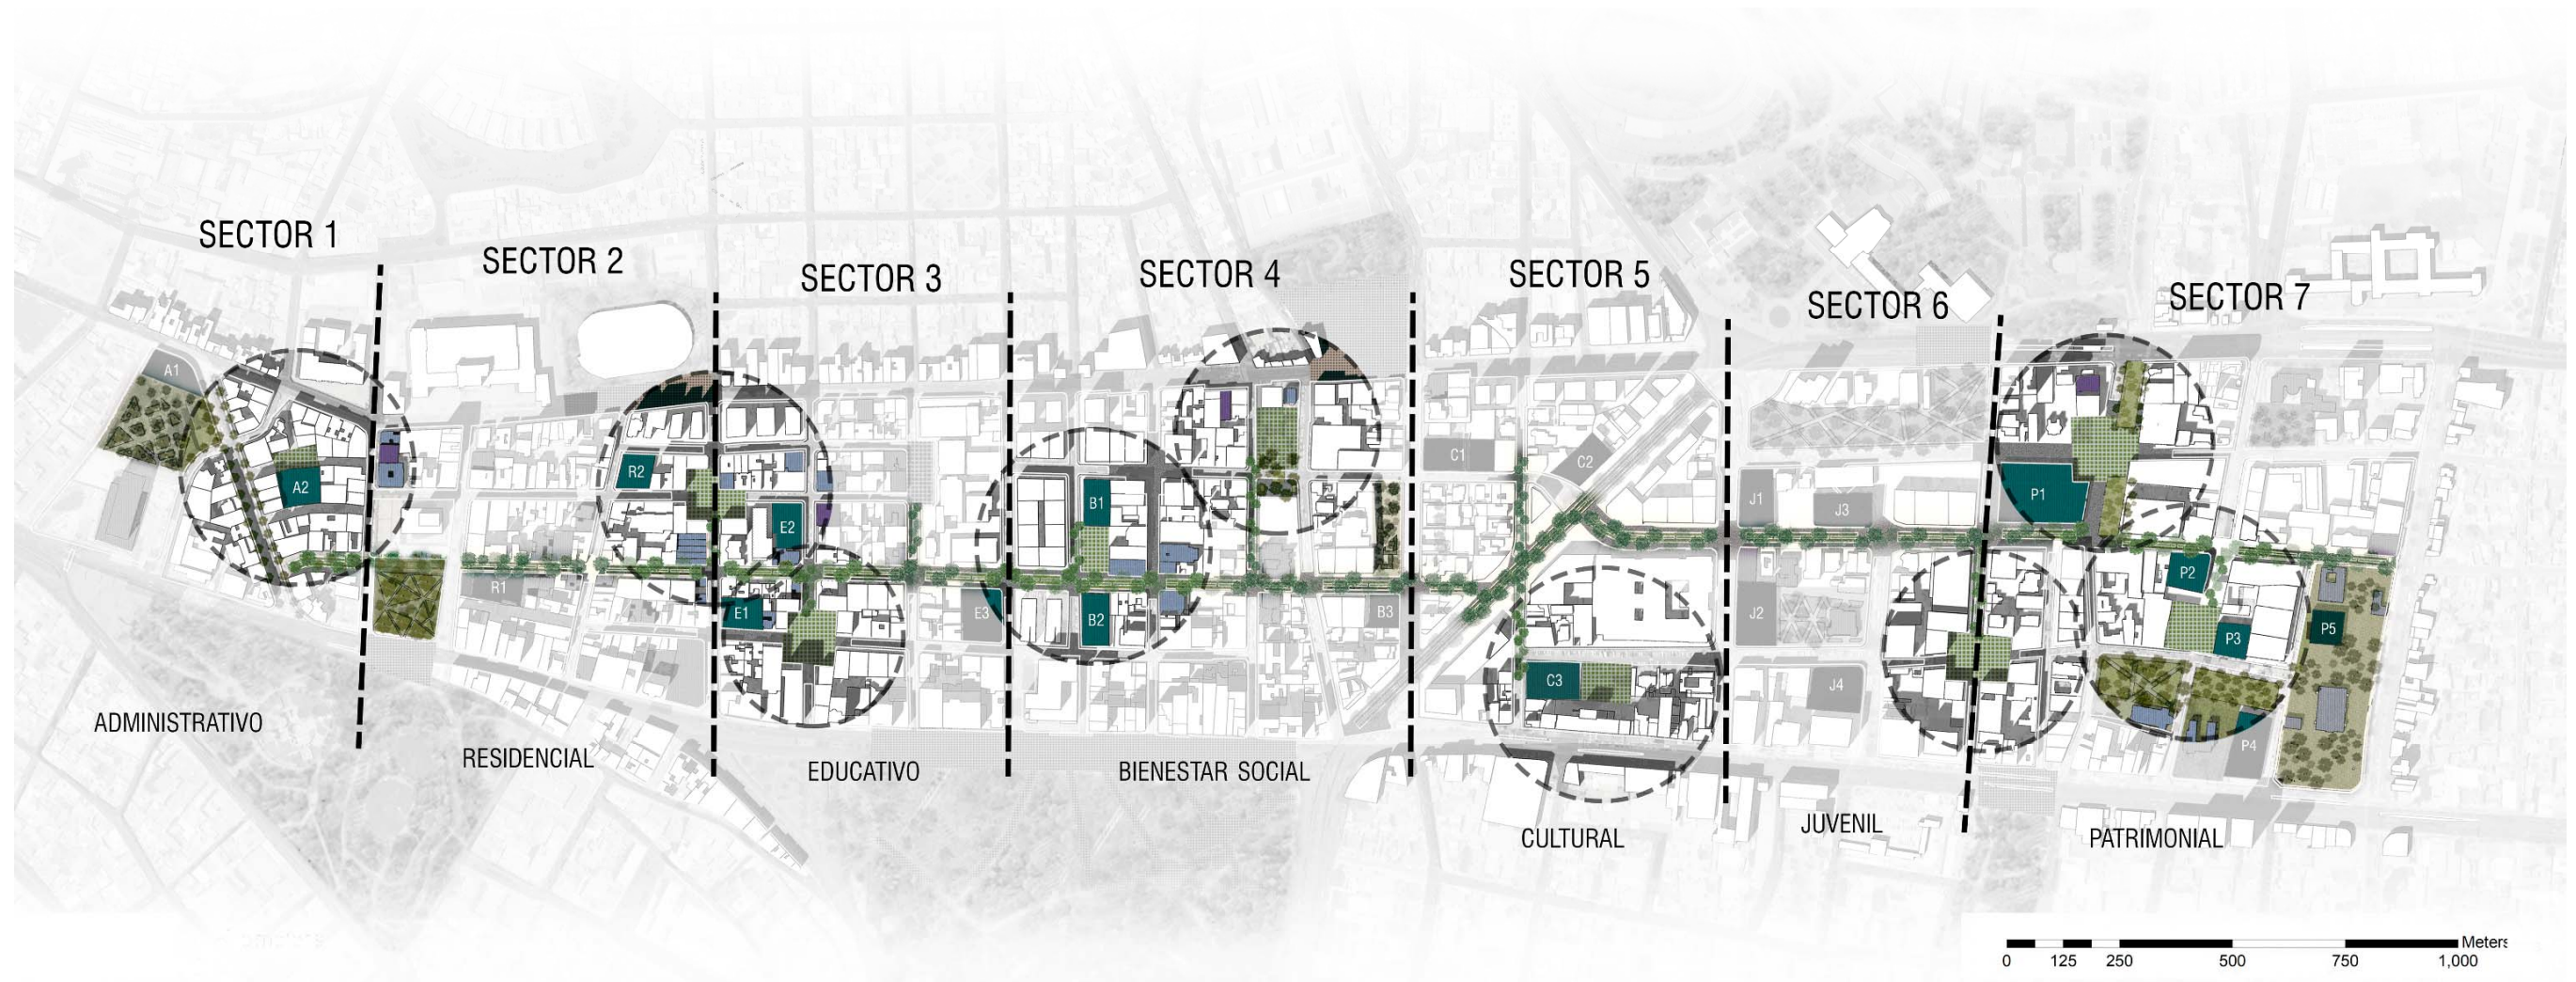 SECTOR 1
SECTOR 2
SECTOR 3
SECTOR 4
SECTOR 5
SECTOR 6
SECTOR 7
A1
A2
R2
R1
E2
E1
E3
B1
B2
B3
C1
C2
C3
J1
J3
J2
J4
P1
P2
P3
P5
P4
ADMINISTRATIVO
RESIDENCIAL
EDUCATIVO
BIENESTAR SOCIAL
CULTURAL
JUVENIL
PATRIMONIAL
Meters
0 125 250 500 750 1,000